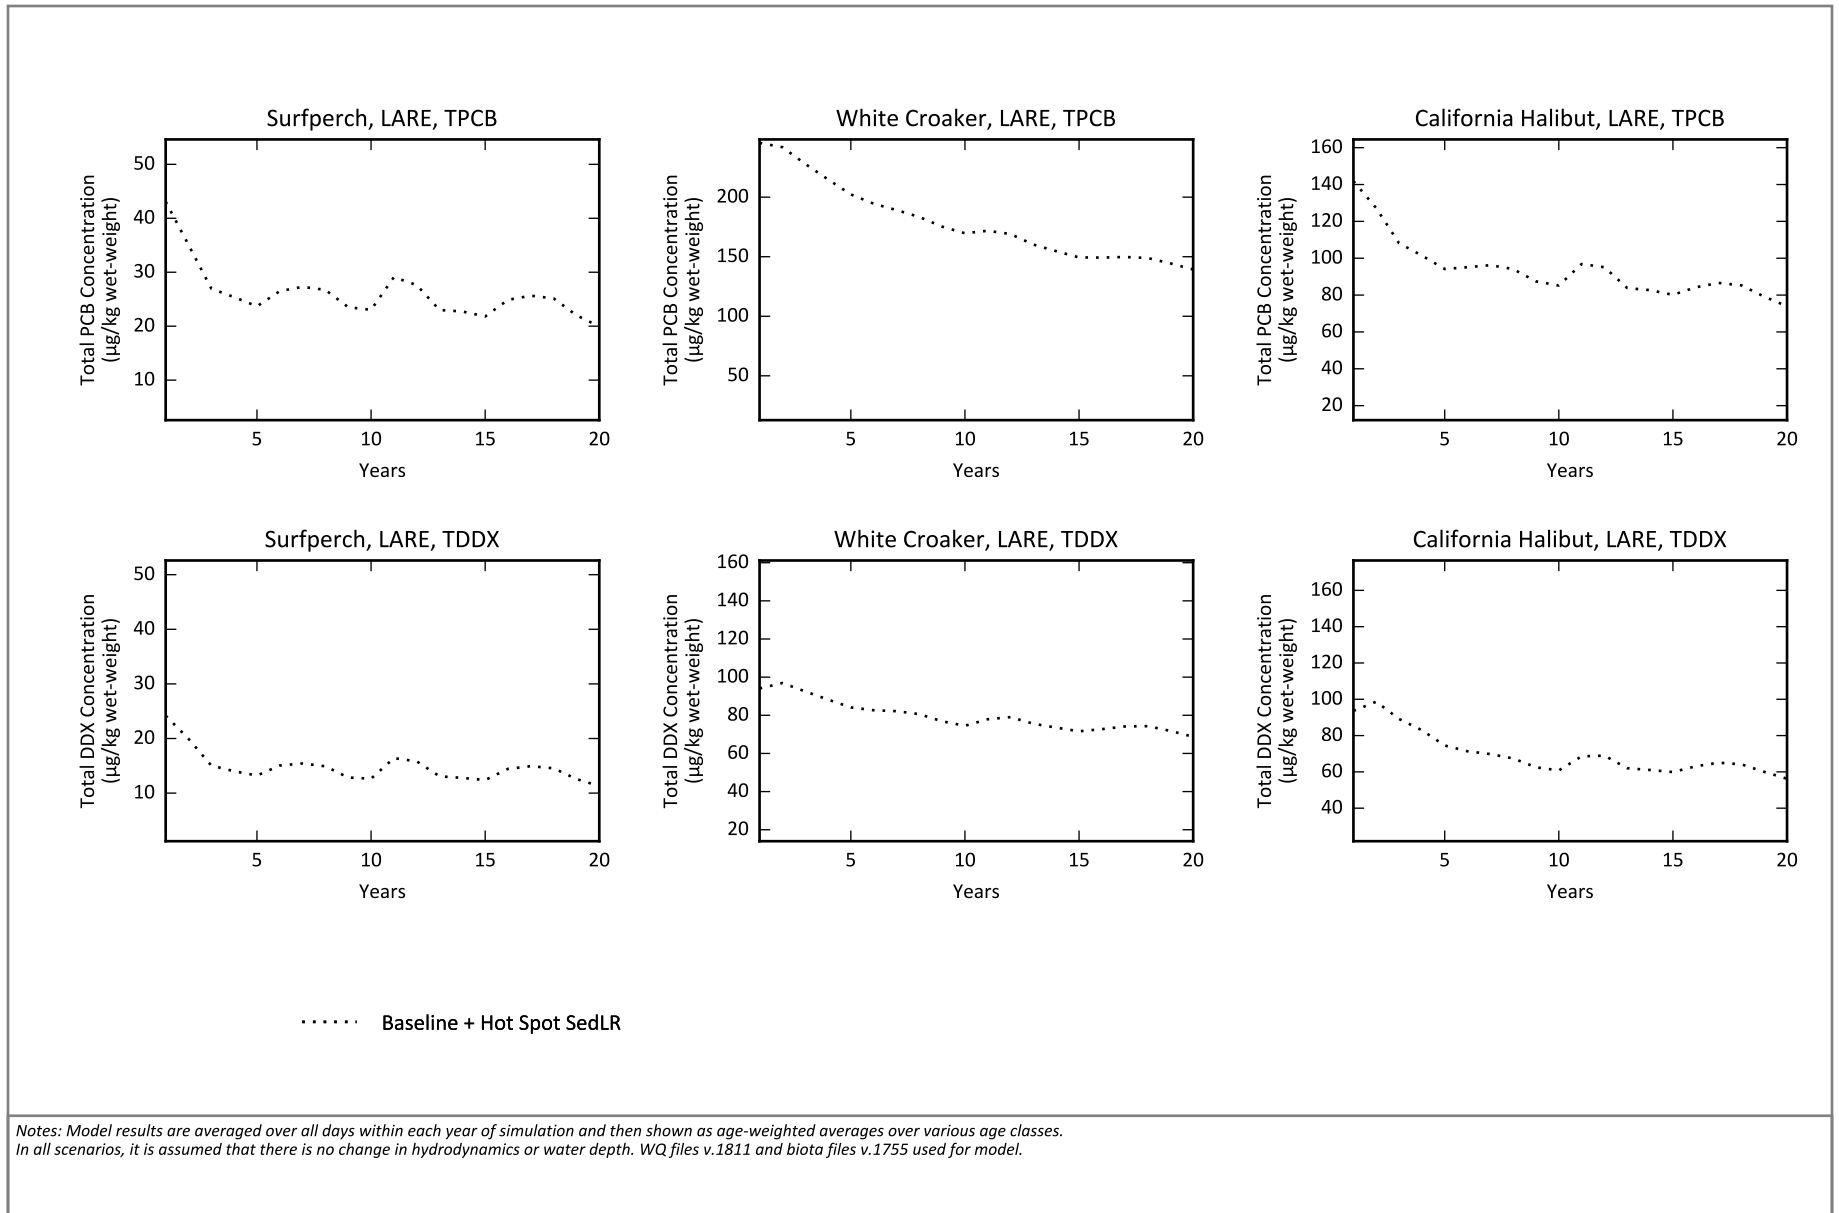 Surfperch, LARE, TPCB
Total PCB Concentration
(µg/kg wet-weight)
50
40
30
20
10
5 10 15 20
Years
White Croaker, LARE, TPCB
Total PCB Concentration
(µg/kg wet-weight)
200
150
100
50
5 10 15 20
Years
California Halibut, LARE, TPCB
Total PCB Concentration
(µg/kg wet-weight)
160
140
120
100
80
60
40
20
5 10 15 20
Years
Surfperch, LARE, TDDX
Total DDX Concentration
(µg/kg wet-weight)
50
40
30
20
10
5 10 15 20
Years
White Croaker, LARE, TDDX
Total DDX Concentration
(µg/kg wet-weight)
160
140
120
100
80
60
40
20
5 10 15 20
Years
California Halibut, LARE, TDDX
Total DDX Concentration
(µg/kg wet-weight)
160
140
120
100
80
60
40
5 10 15 20
Years
Baseline + Hot Spot SedLR
Notes: Model results are averaged over all days within each year of simulation and then shown as age-weighted averages over various age classes.
In all scenarios, it is assumed that there is no change in hydrodynamics or water depth. WQ files v.1811 and biota files v.1755 used for model.